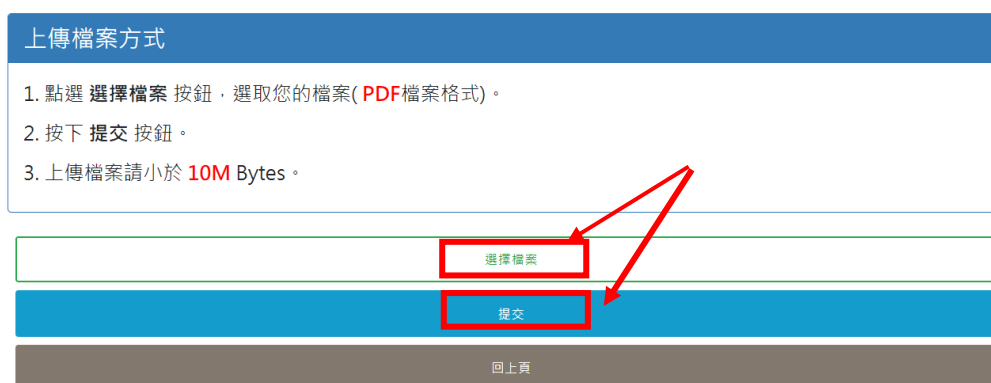 上傳檔案方式
1. 點選 選擇檔案 按鈕，選取您的檔案( PDF檔案格式)。
2. 按下 提交 按鈕。
3. 上傳檔案請小於 10M Bytes。
選擇檔案
提交
回上頁